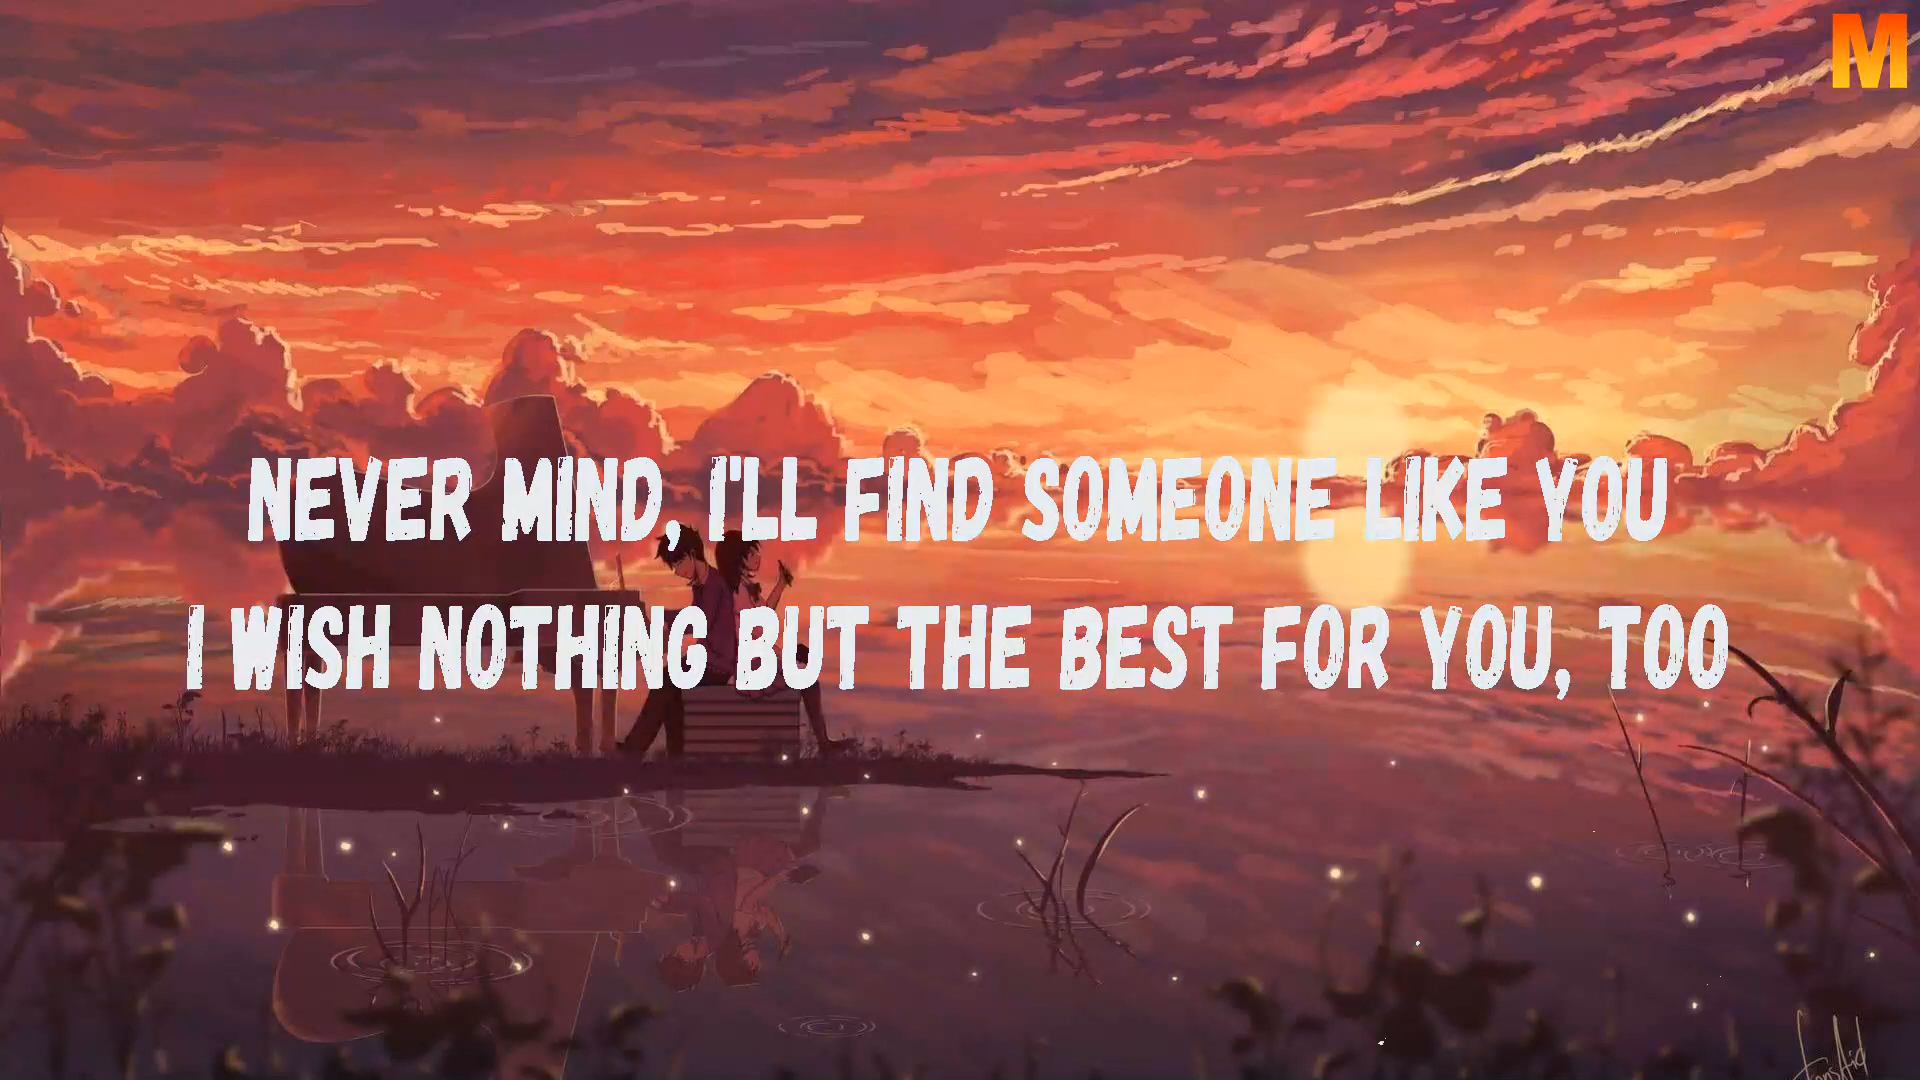 M
NEVER MIND, I'LL FIND SOMEONE LIKE YOU
I WISH NOTHING BUT THE BEST FOR YOU, TOO